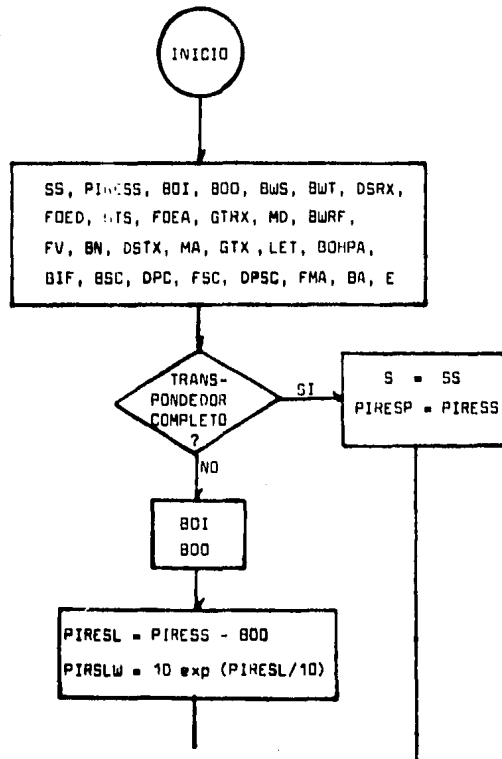 INICIO
SS, PIRESS, BOI, BOO, BWS, BWT, DSRX,
FOED, GTS, FOEA, GTRX, MD, BWRF,
FV, BN, DSTX, MA, GTX, LET, BOHPA,
BIF, BSC, DPC, FSC, DPSC, FMA, BA, E
TRANS-
PONDEDOR
COMPLETO
?
SI
S = SS
PIRESP = PIRESS
NO
BOI
BOO
PIRESL = PIRESS - BOO
PIRSLW = 10 exp (PIRESL/10)